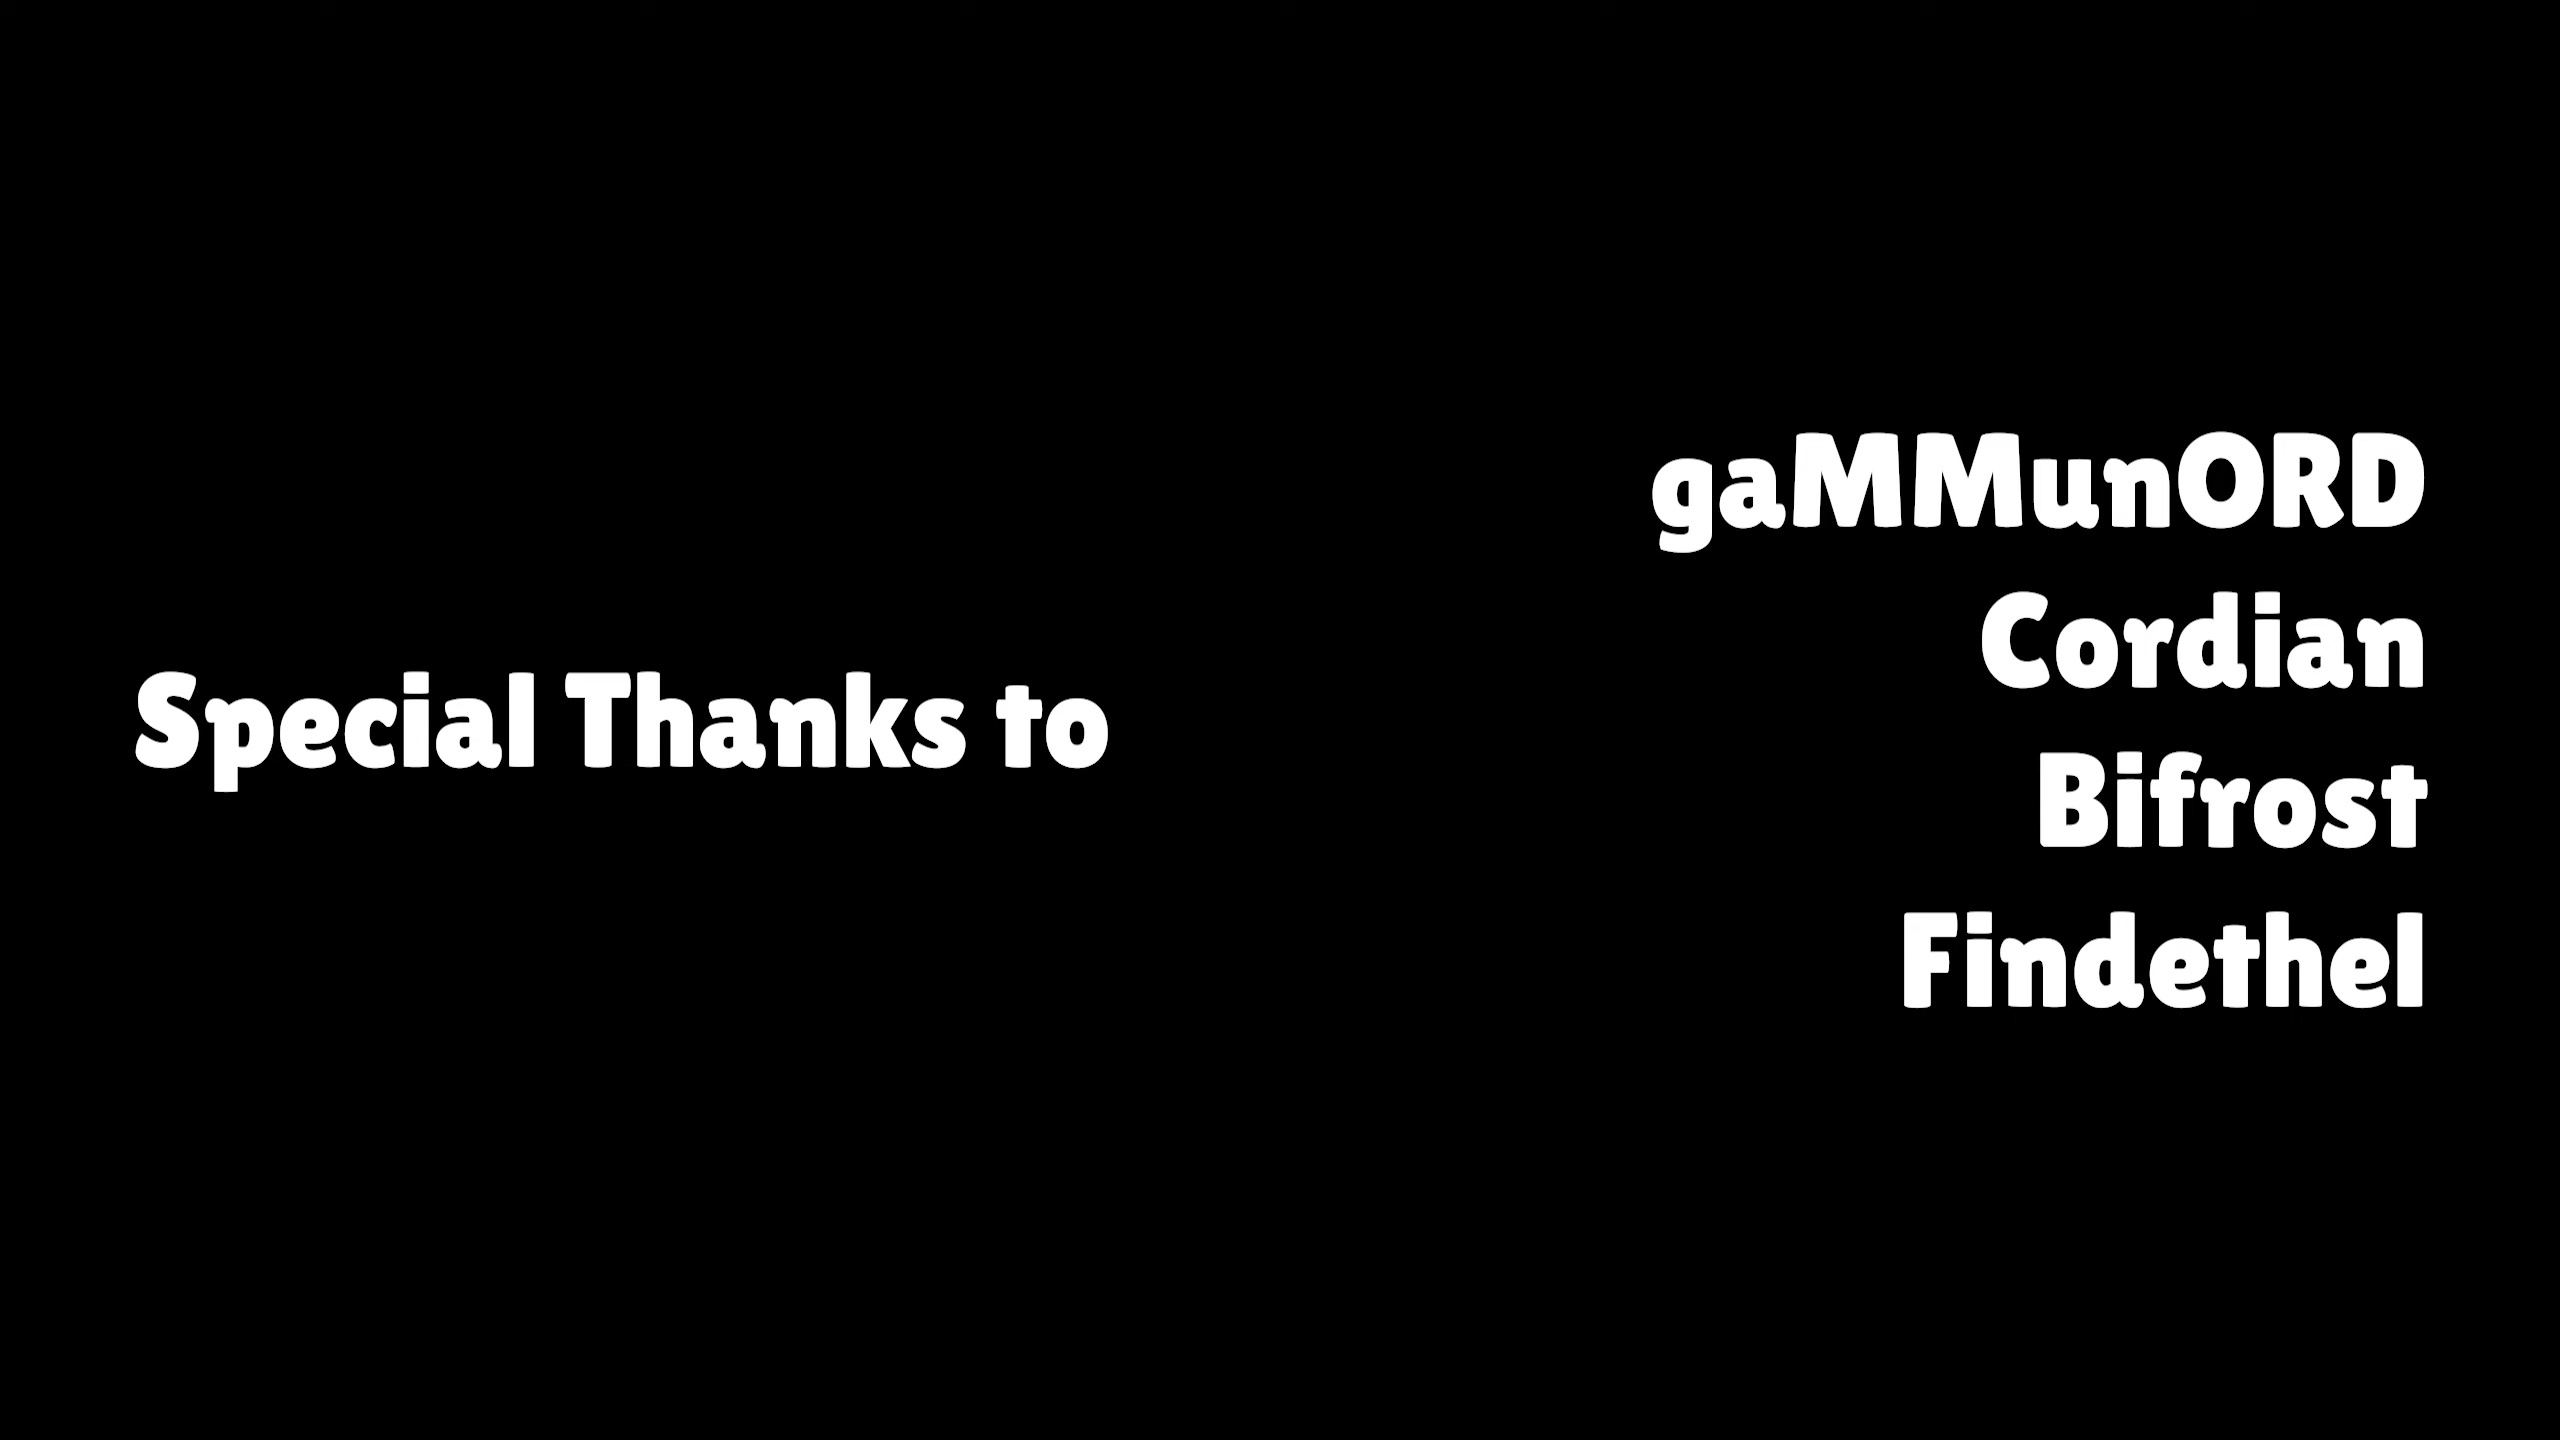 Special Thanks to
gaMMunORD
Cordian
Bifrost
Findethel